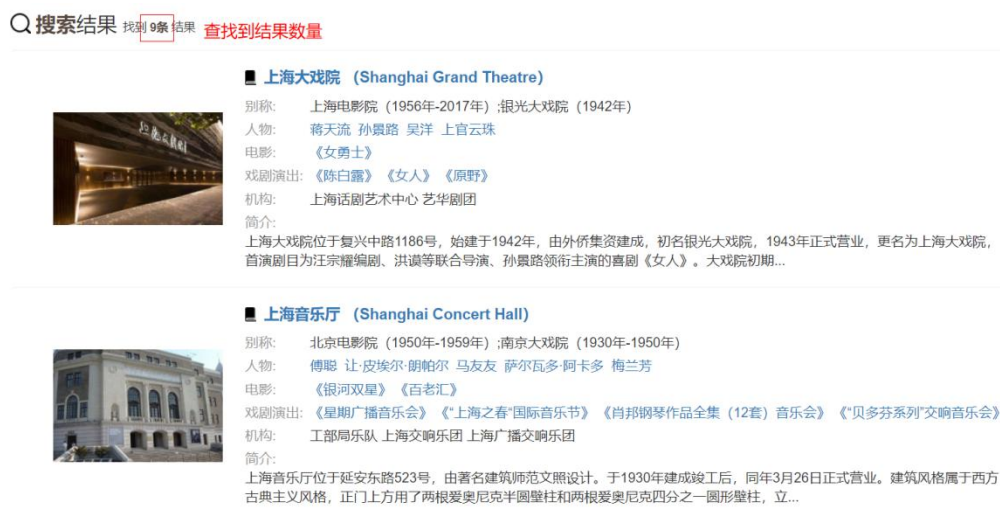 搜索结果 找到 9条 结果 查找到结果数量
上海大戏院 (Shanghai Grand Theatre)
别称: 上海电影院(1956年-2017年);银光大戏院(1942年)
人物: 蒋天流 孙景路 吴洋 上官云珠
电影: 《女勇士》
戏剧演出: 《陈白露》 《女人》 《原野》
机构: 上海话剧艺术中心 艺华剧团
简介:
上海大戏院位于复兴中路1186号,始建于1942年,由外侨集资建成,初名银光大戏院,1943年正式营业,更名为上海大戏院,
首演剧目为汪宗耀编剧、洪谟等联合导演、孙景路领衔主演的喜剧《女人》。大戏院初期...
上海音乐厅 (Shanghai Concert Hall)
别称: 北京电影院(1950年-1959年);南京大戏院(1930年-1950年)
人物: 傅聪 让·皮埃尔·朗帕尔 马友友 萨尔瓦多·阿卡多 梅兰芳
电影: 《银河双星》 《百老汇》
戏剧演出: 《星期广播音乐会》 《“上海之春”国际音乐节》 《肖邦钢琴作品全集(12套)音乐会》 《“贝多芬系列”交响音乐会》
机构: 工部局乐队 上海交响乐团 上海广播交响乐团
简介:
上海音乐厅位于延安东路523号,由著名建筑师范文照设计。于1930年建成竣工后,同年3月26日正式营业。建筑风格属于西方
古典主义风格,正门上方用了两根爱奥尼克半圆壁柱和两根爱奥尼克四分之一圆形壁柱,立...